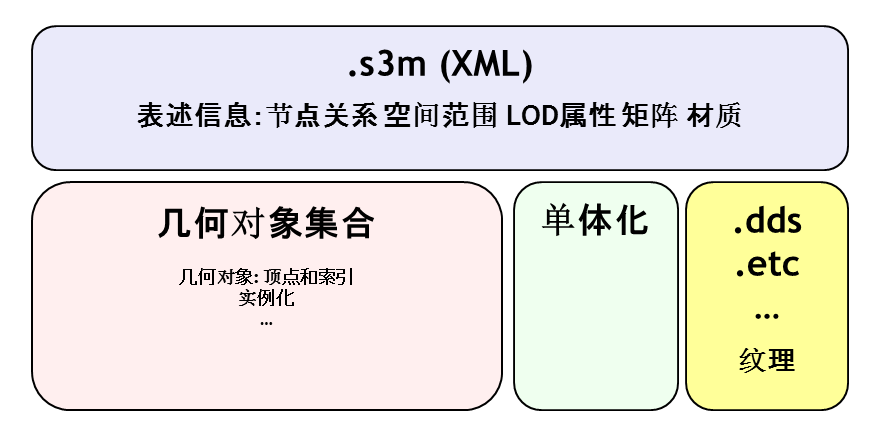 .s3m (XML)
表述信息: 节点关系 空间范围 LOD属性 矩阵 材质
几何对象集合
几何对象: 顶点和索引
实例化
...
单体化
.dds
.etc
...
纹理